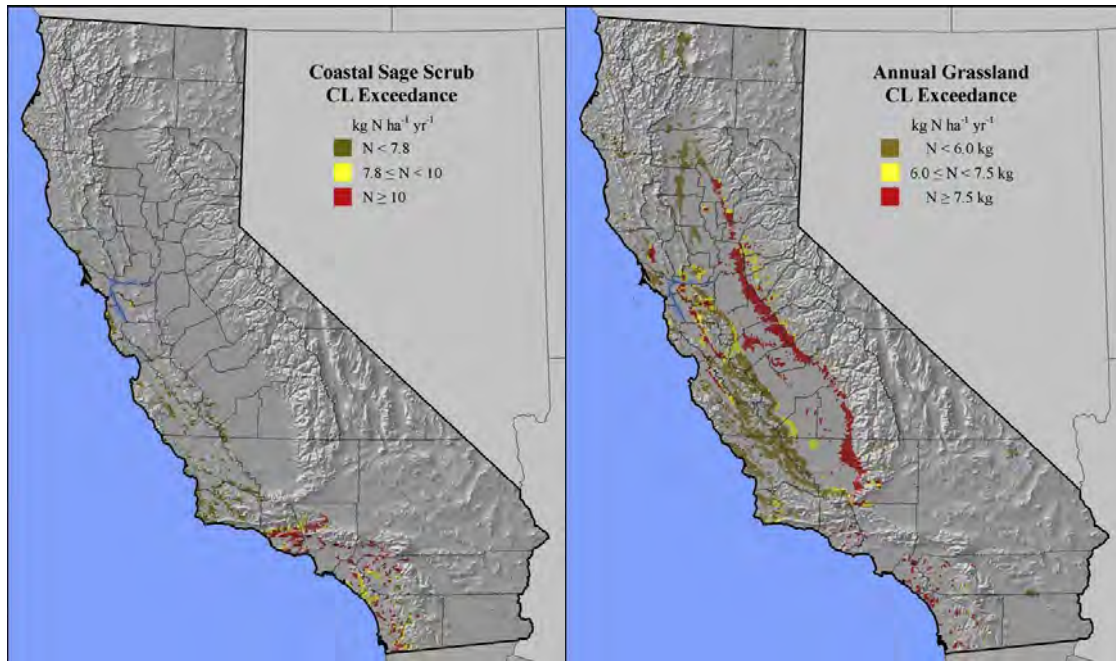 Coastal Sage Scrub
CL Exceedance
kg N ha⁻¹ yr⁻¹
N < 7.8
7.8 ≤ N < 10
N ≥ 10
Annual Grassland
CL Exceedance
kg N ha⁻¹ yr⁻¹
N < 6.0 kg
6.0 ≤ N < 7.5 kg
N ≥ 7.5 kg